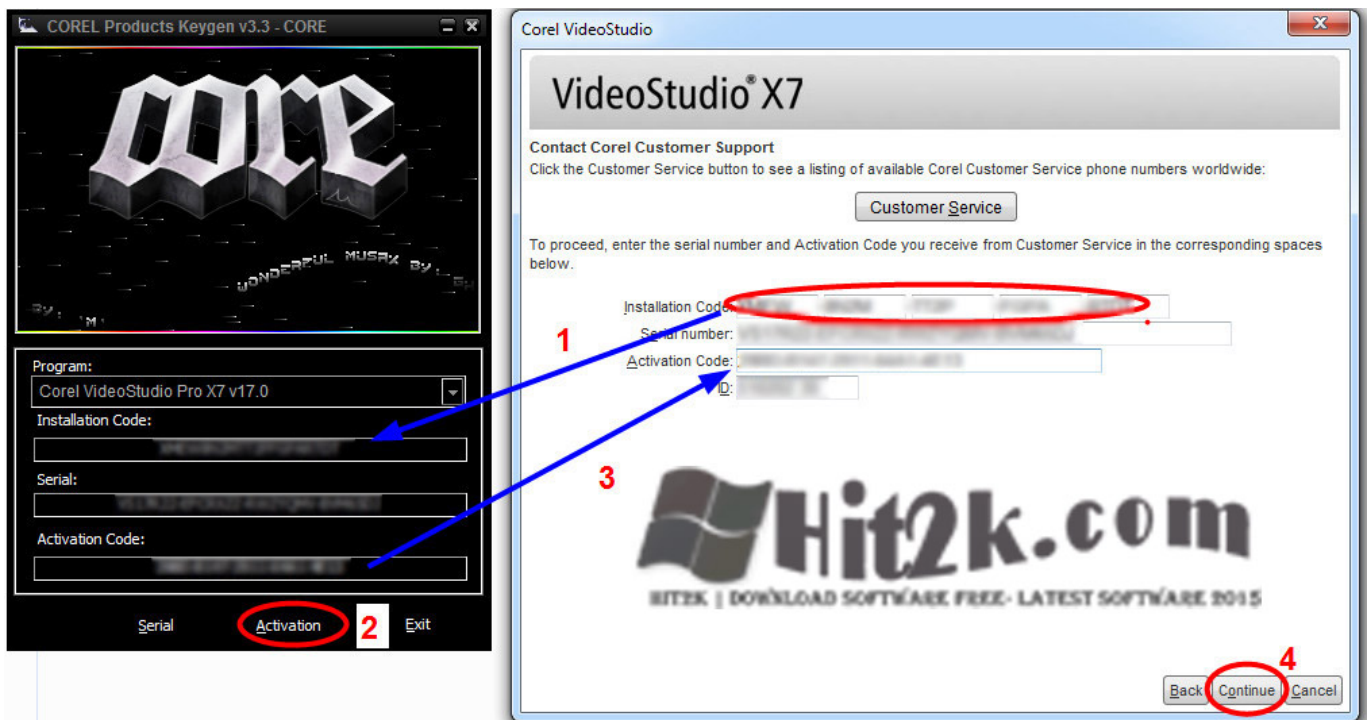 COREL Products Keygen v3.3 - CORE
core
WONDERFUL MUSAX BY :
BY :
Program:
Corel VideoStudio Pro X7 v17.0
Installation Code:
Serial:
Activation Code:
Serial
Activation
2
Exit
Corel VideoStudio
X
VideoStudio® X7
Contact Corel Customer Support
Click the Customer Service button to see a listing of available Corel Customer Service phone numbers worldwide:
Customer Service
To proceed, enter the serial number and Activation Code you receive from Customer Service in the corresponding spaces
below.
Installation Code:
1
Serial number:
Activation Code:
ID:
3
Hit2k.com
HIT2K | DOWNLOAD SOFTWARE FREE- LATEST SOFTWARE 2015
4
Back
Continue
Cancel